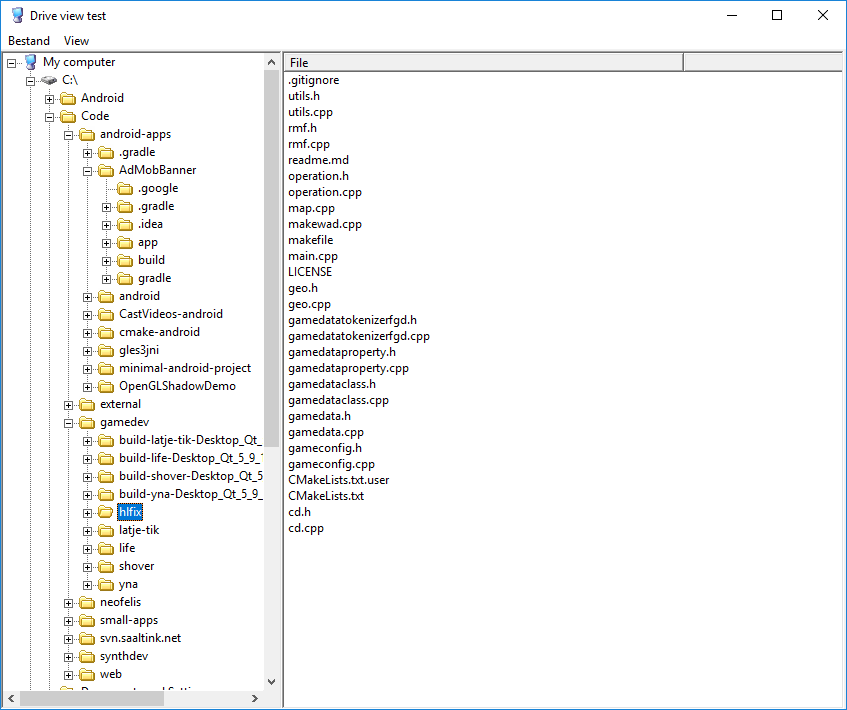 Drive view test
Bestand View
My computer
C:\
Android
Code
android-apps
.gradle
AdMobBanner
.google
.gradle
.idea
app
build
gradle
android
CastVideos-android
cmake-android
gles3jni
minimal-android-project
OpenGLShadowDemo
external
gamedev
build-latje-tik-Desktop_Qt_
build-life-Desktop_Qt_5_9_
build-shover-Desktop_Qt_5
build-yna-Desktop_Qt_5_9_
hlfix
latje-tik
life
shover
yna
neofelis
small-apps
svn.saaltink.net
synthdev
web
File
.gitignore
utils.h
utils.cpp
rmf.h
rmf.cpp
readme.md
operation.h
operation.cpp
map.cpp
makewad.cpp
makefile
main.cpp
LICENSE
geo.h
geo.cpp
gamedatatokenizerfgd.h
gamedatatokenizerfgd.cpp
gamedataproperty.h
gamedataproperty.cpp
gamedataclass.h
gamedataclass.cpp
gamedata.h
gamedata.cpp
gameconfig.h
gameconfig.cpp
CMakeLists.txt.user
CMakeLists.txt
cd.h
cd.cpp